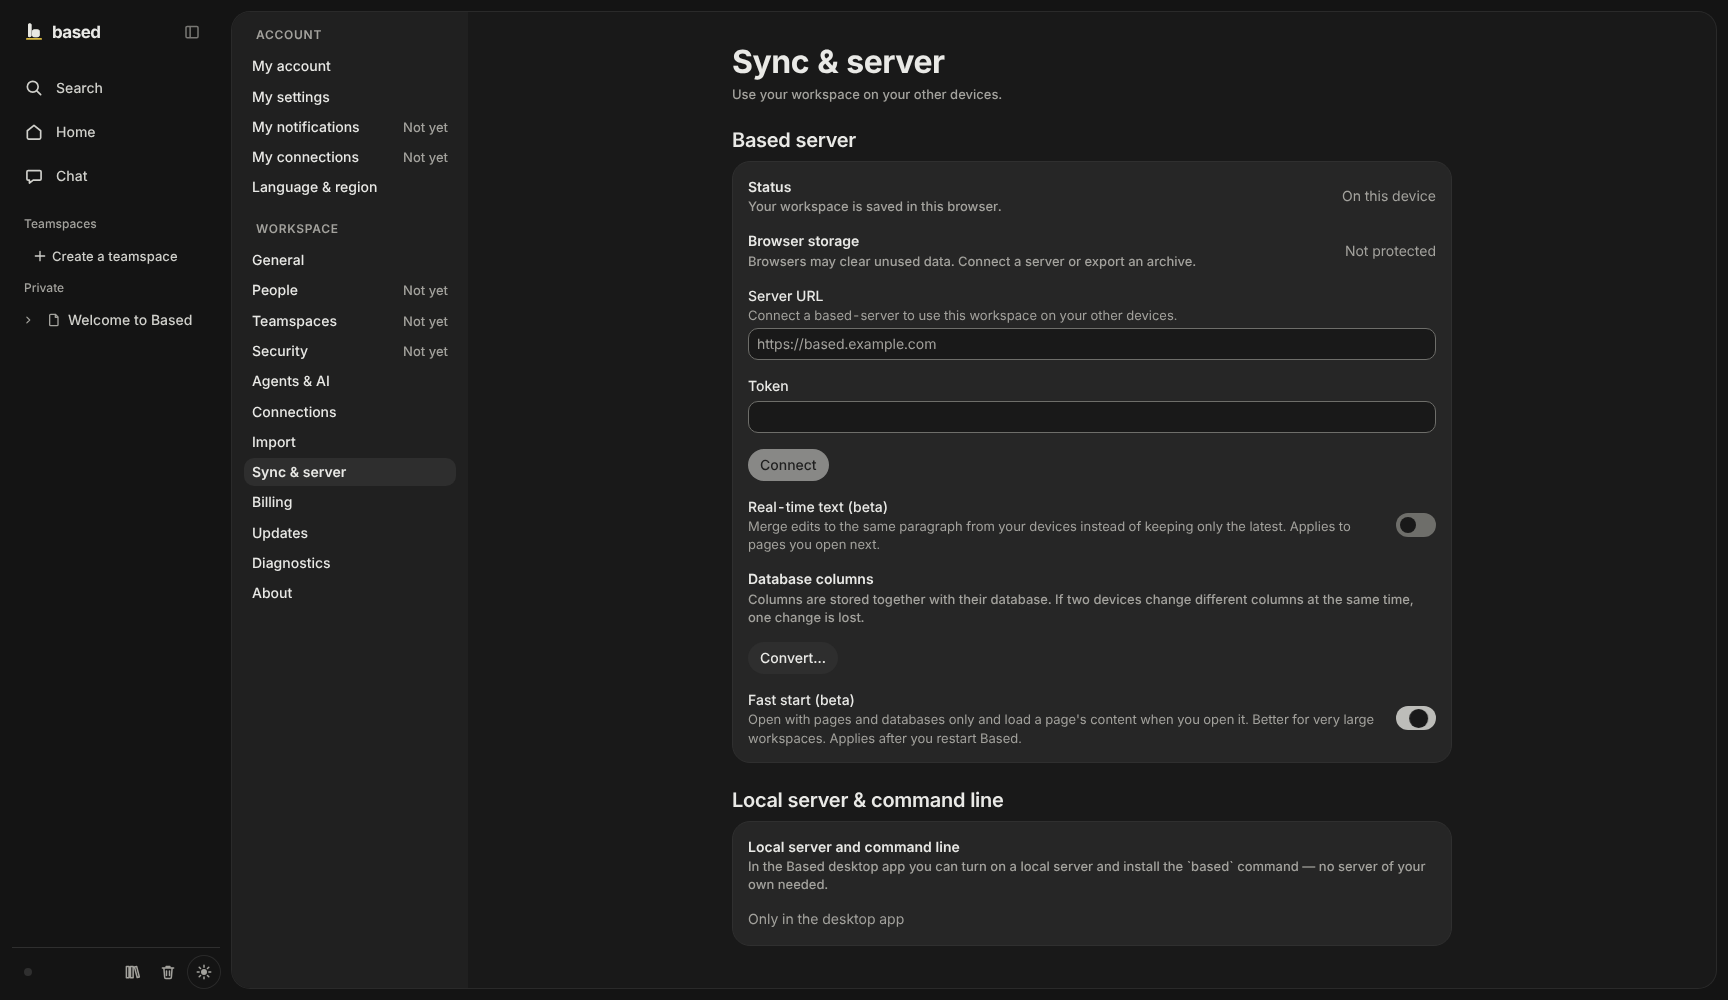 based
Search
Home
Chat
Teamspaces
Create a teamspace
Private
Welcome to Based
ACCOUNT
My account
My settings
My notifications Not yet
My connections Not yet
Language & region
WORKSPACE
General
People Not yet
Teamspaces Not yet
Security Not yet
Agents & AI
Connections
Import
Sync & server
Billing
Updates
Diagnostics
About
Sync & server
Use your workspace on your other devices.
Based server
Status
Your workspace is saved in this browser.
On this device
Browser storage
Browsers may clear unused data. Connect a server or export an archive.
Not protected
Server URL
Connect a based-server to use this workspace on your other devices.
https://based.example.com
Token
Connect
Real-time text (beta)
Merge edits to the same paragraph from your devices instead of keeping only the latest. Applies to
pages you open next.
Database columns
Columns are stored together with their database. If two devices change different columns at the same time,
one change is lost.
Convert...
Fast start (beta)
Open with pages and databases only and load a page's content when you open it. Better for very large
workspaces. Applies after you restart Based.
Local server & command line
Local server and command line
In the Based desktop app you can turn on a local server and install the `based` command — no server of your
own needed.
Only in the desktop app